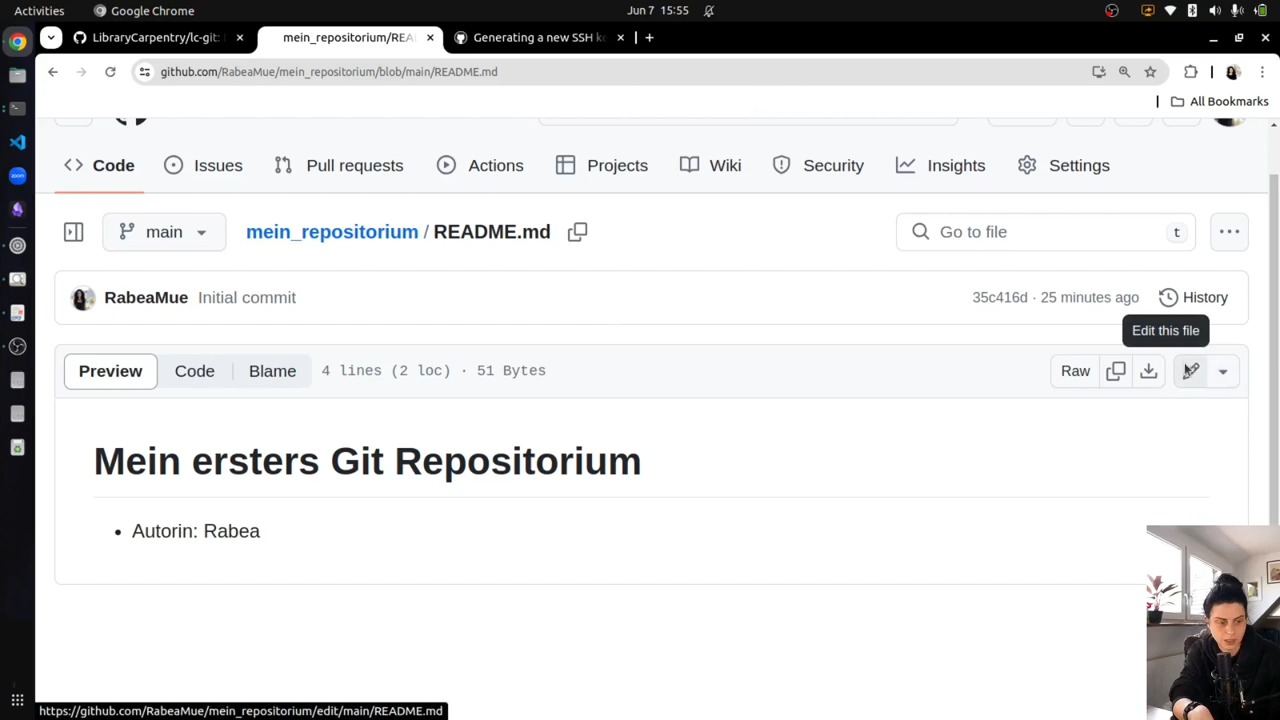 Activities
Google Chrome
Jun 7 15:55
LibraryCarpentry/lc-git:
mein_repositorium/REA
Generating a new SSH k
github.com/RabeaMue/mein_repositorium/blob/main/README.md
All Bookmarks
Code
Issues
Pull requests
Actions
Projects
Wiki
Security
Insights
Settings
main
mein_repositorium / README.md
Go to file
t
RabeaMue Initial commit
35c416d · 25 minutes ago
History
Edit this file
Preview
Code
Blame
4 lines (2 loc) · 51 Bytes
Raw
Mein ersters Git Repositorium
• Autorin: Rabea
https://github.com/RabeaMue/mein_repositorium/edit/main/README.md
zoom